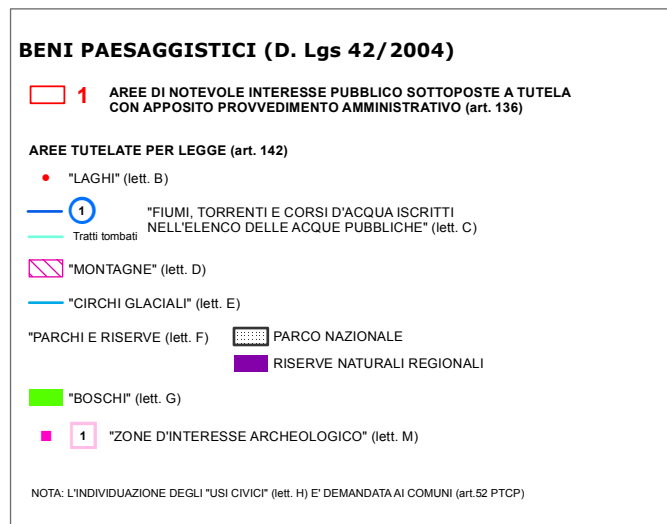 BENI PAESAGGISTICI (D. Lgs 42/2004)
1 AREE DI NOTEVOLE INTERESSE PUBBLICO SOTTOPOSTE A TUTELA
CON APPOSITO PROVVEDIMENTO AMMINISTRATIVO (art. 136)
AREE TUTELATE PER LEGGE (art. 142)
"LAGHI" (lett. B)
1 "FIUMI, TORRENTI E CORSI D'ACQUA ISCRITTI
NELL'ELENCO DELLE ACQUE PUBBLICHE" (lett. C)
Tratti tombati
"MONTAGNE" (lett. D)
"CIRCHI GLACIALI" (lett. E)
"PARCHI E RISERVE (lett. F) PARCO NAZIONALE
RISERVE NATURALI REGIONALI
"BOSCHI" (lett. G)
1 "ZONE D'INTERESSE ARCHEOLOGICO" (lett. M)
NOTA: L'INDIVIDUAZIONE DEGLI "USI CIVICI" (lett. H) E' DEMANDATA AI COMUNI (art.52 PTCP)